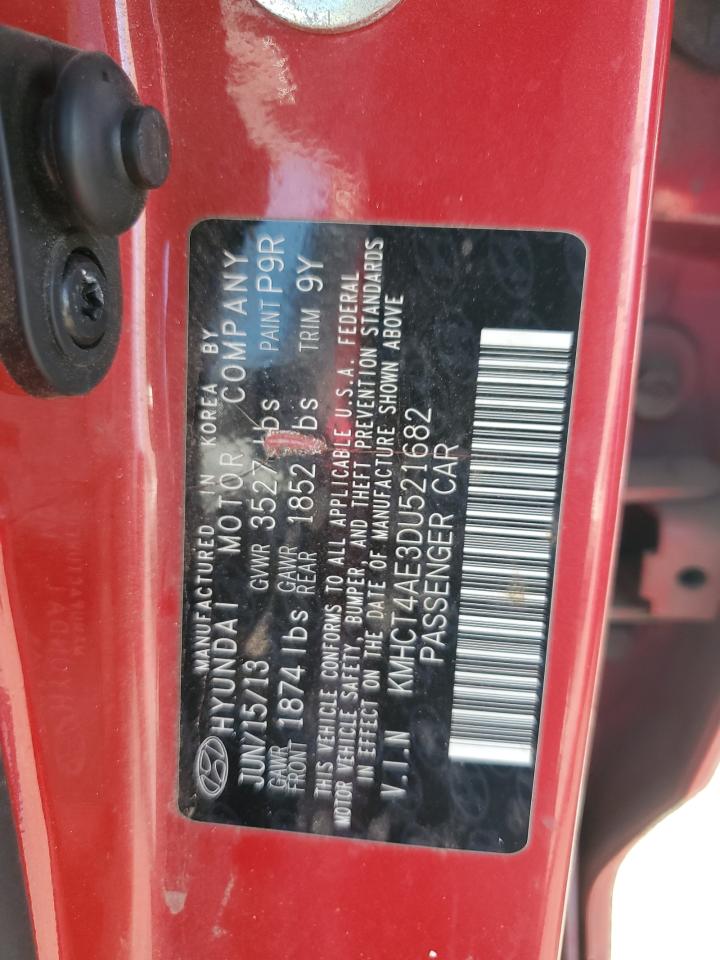 MANUFACTURED IN KOREA BY
HYUNDAI MOTOR COMPANY
JUN/15/13 GVWR 3527 lbs PAINT P9R
GAWR FRONT 1874 lbs GAWR REAR 1852 lbs TRIM 9Y
THIS VEHICLE CONFORMS TO ALL APPLICABLE U.S.A. FEDERAL
MOTOR VEHICLE SAFETY, BUMPER, AND THEFT PREVENTION STANDARDS
IN EFFECT ON THE DATE OF MANUFACTURE SHOWN ABOVE
V.I.N KMHCT4AE3DU521682
PASSENGER CAR